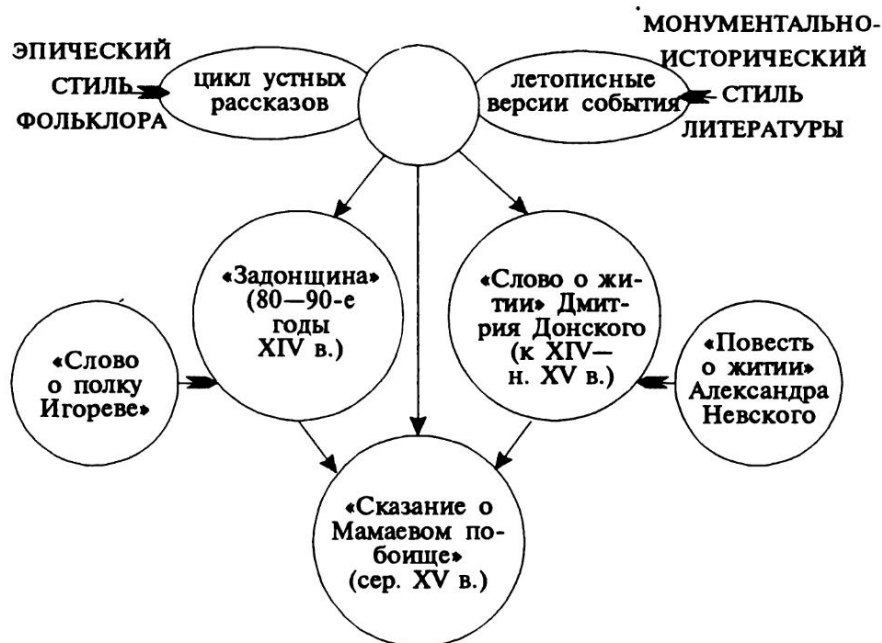 ЭПИЧЕСКИЙ
СТИЛЬ
ФОЛЬКЛОРА
цикл устных
рассказов
летописные
версии события
МОНУМЕНТАЛЬНО-
ИСТОРИЧЕСКИЙ
СТИЛЬ
ЛИТЕРАТУРЫ
«Задонщина»
(80—90-е
годы
XIV в.)
«Слово о жи-
тии» Дмит-
рия Донского
(к XIV—
н. XV в.)
«Слово
о полку
Игореве»
«Повесть
о житии»
Александра
Невского
«Сказание о
Мамаевом по-
боище»
(сер. XV в.)